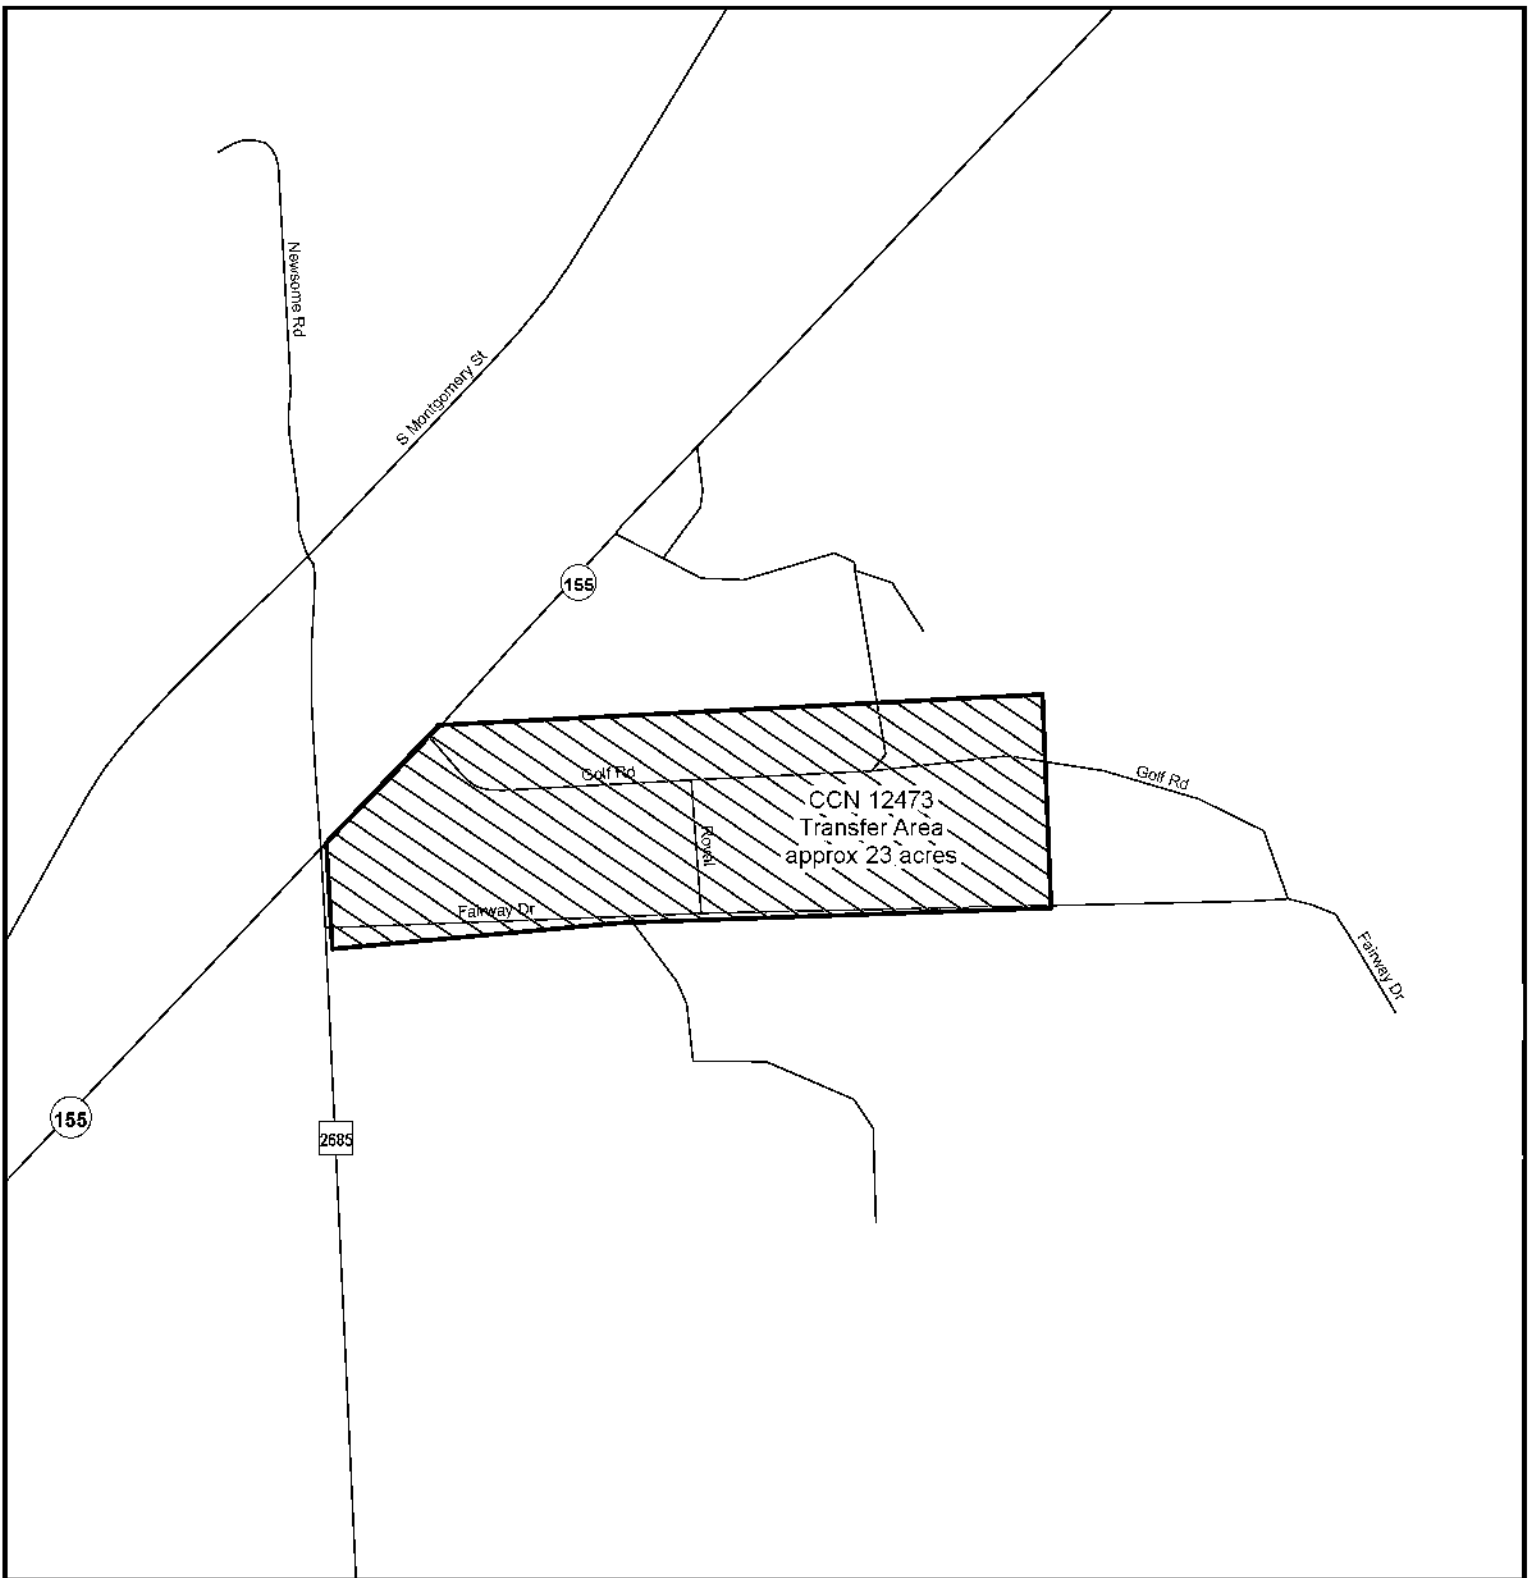 Newsome Rd
S Montgomery St
155
Golf Rd
Golf Rd
CCN 12473
Transfer Area
approx 23 acres
Royal
Fairway Dr
Fairway Dr
155
2685